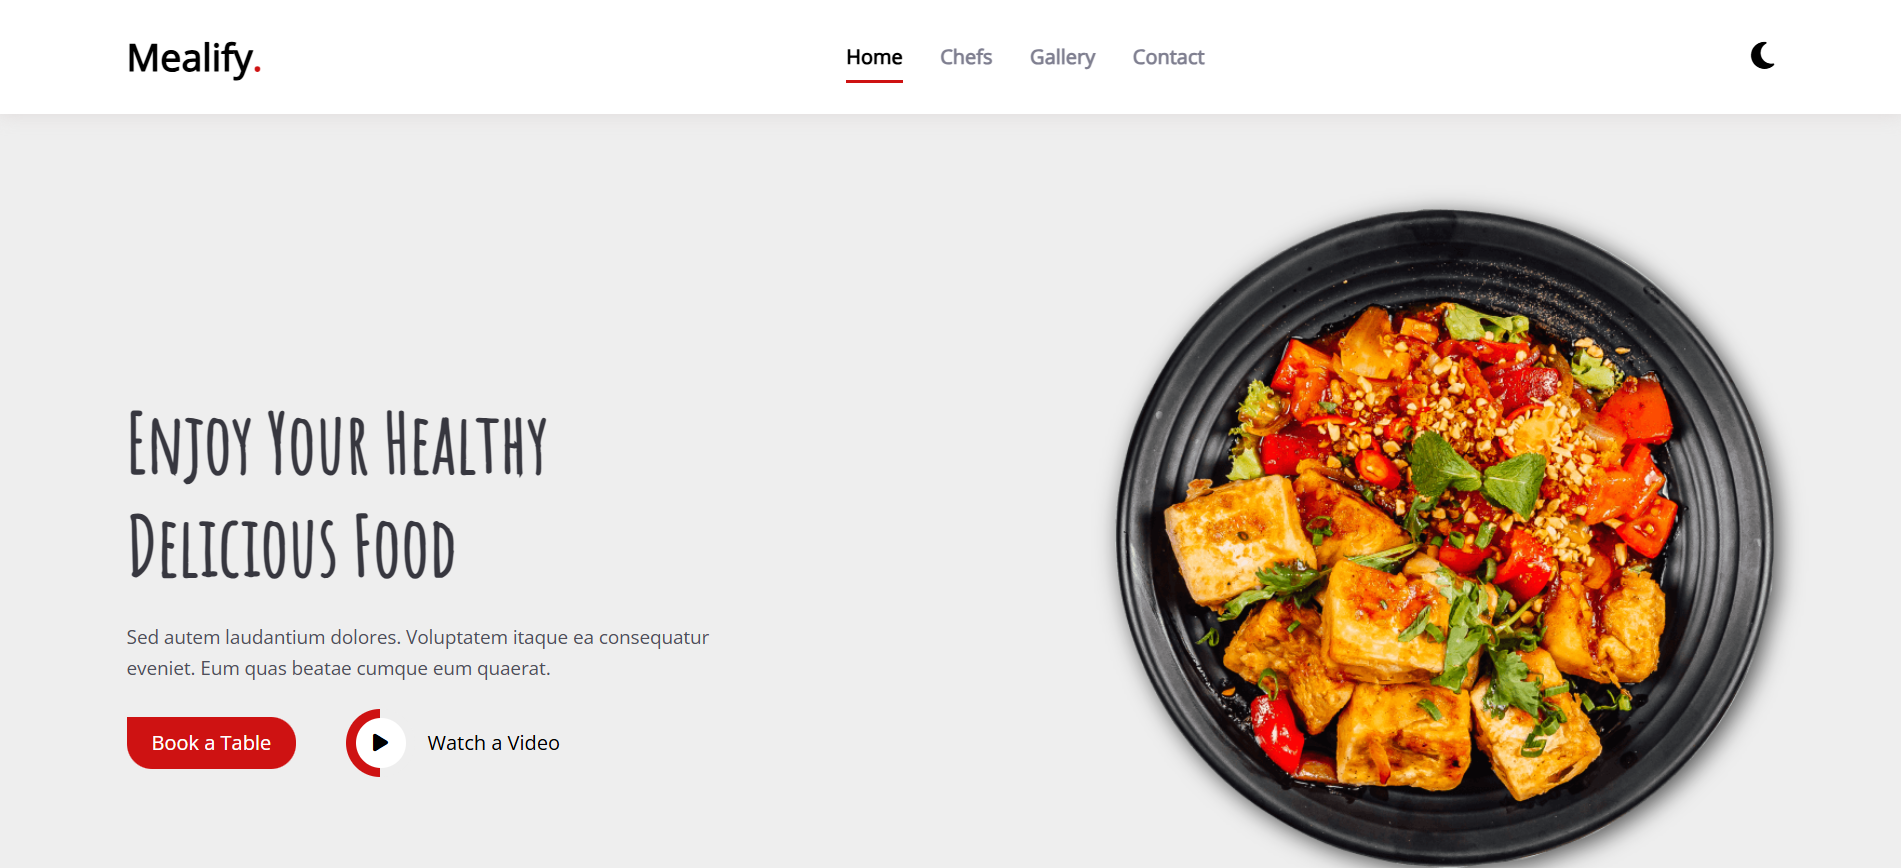 Mealify.
Home Chefs Gallery Contact
Enjoy Your Healthy
Delicious Food
Sed autem laudantium dolores. Voluptatem itaque ea consequatur
eveniet. Eum quas beatae cumque eum quaerat.
Book a Table
Watch a Video